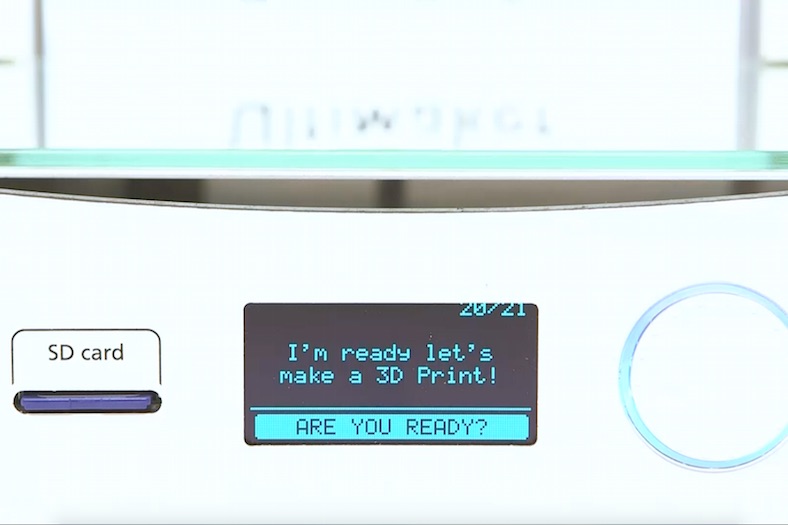 20/21
SD card
I'm ready let's
make a 3D Print!
ARE YOU READY?